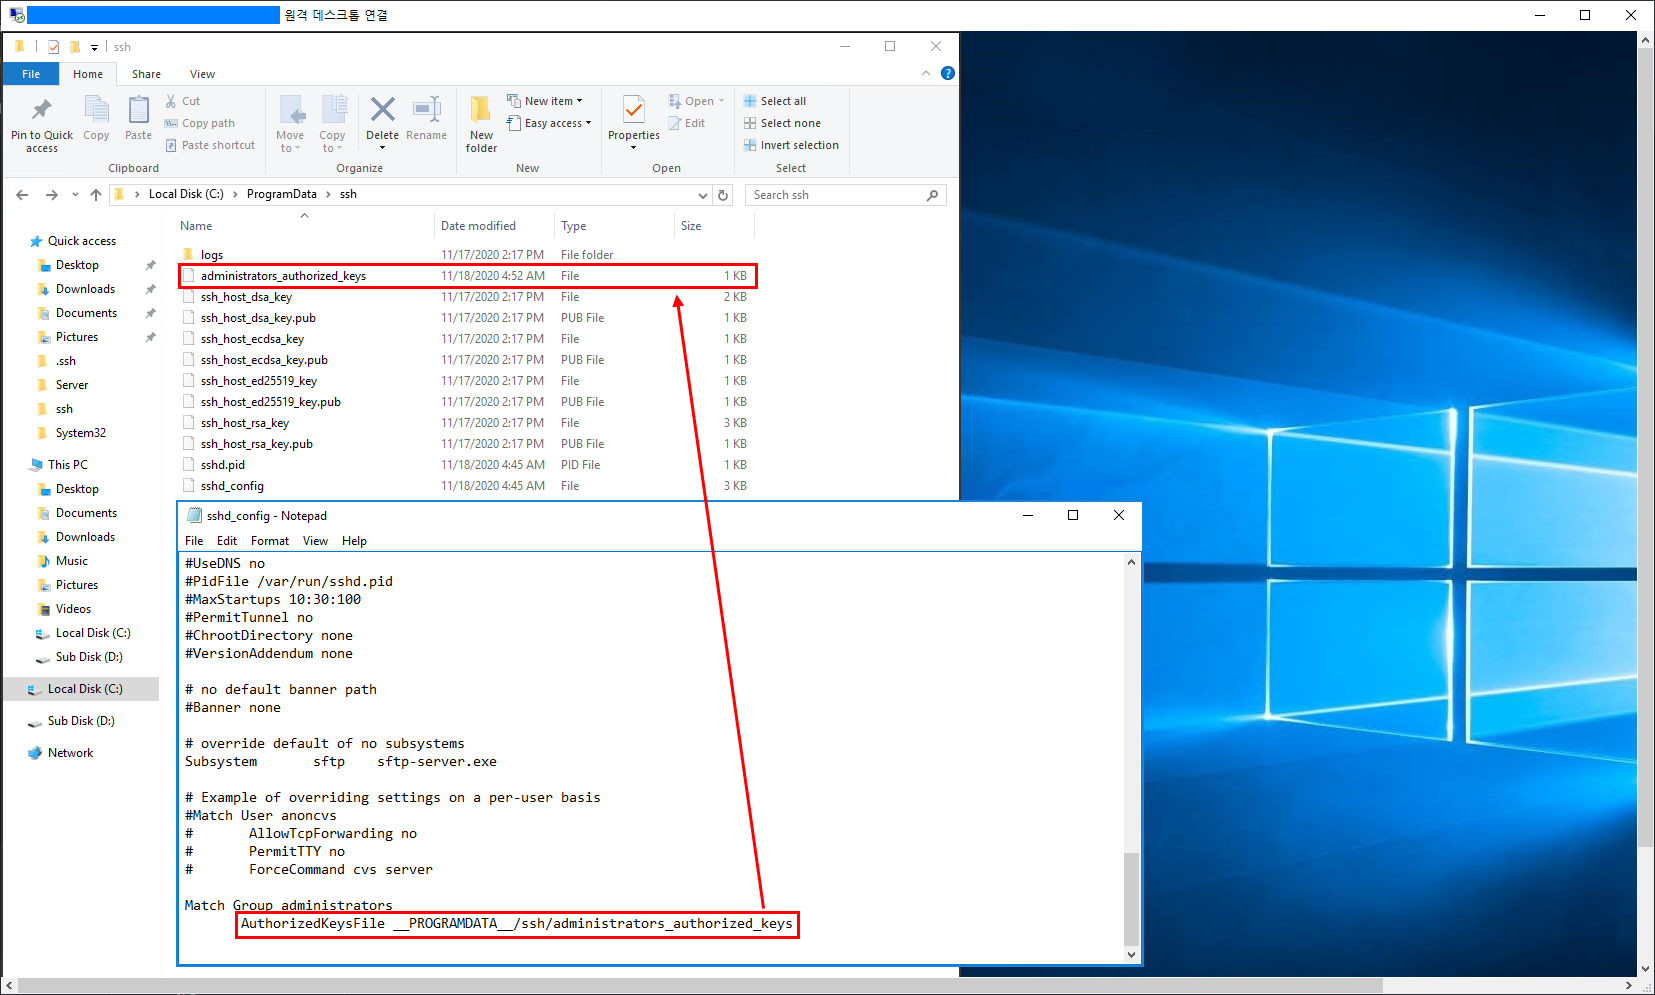 원격 데스크톱 연결
ssh
File Home Share View
Pin to Quick access
Copy
Paste
Cut
Copy path
Paste shortcut
Clipboard
Move to
Copy to
Delete
Rename
Organize
New folder
New item
Easy access
New
Properties
Open
Edit
Open
Select all
Select none
Invert selection
Select
Local Disk (C:) > ProgramData > ssh
Search ssh
Quick access
Desktop
Downloads
Documents
Pictures
.ssh
Server
ssh
System32
This PC
Desktop
Documents
Downloads
Music
Pictures
Videos
Local Disk (C:)
Sub Disk (D:)
Local Disk (C:)
Sub Disk (D:)
Network
Name Date modified Type Size
logs 11/17/2020 2:17 PM File folder
administrators_authorized_keys 11/18/2020 4:52 AM File 1 KB
ssh_host_dsa_key 11/17/2020 2:17 PM File 2 KB
ssh_host_dsa_key.pub 11/17/2020 2:17 PM PUB File 1 KB
ssh_host_ecdsa_key 11/17/2020 2:17 PM File 1 KB
ssh_host_ecdsa_key.pub 11/17/2020 2:17 PM PUB File 1 KB
ssh_host_ed25519_key 11/17/2020 2:17 PM File 1 KB
ssh_host_ed25519_key.pub 11/17/2020 2:17 PM PUB File 1 KB
ssh_host_rsa_key 11/17/2020 2:17 PM File 3 KB
ssh_host_rsa_key.pub 11/17/2020 2:17 PM PUB File 1 KB
sshd.pid 11/18/2020 4:45 AM PID File 1 KB
sshd_config 11/18/2020 4:45 AM File 3 KB
sshd_config - Notepad
File Edit Format View Help
#UseDNS no
#PidFile /var/run/sshd.pid
#MaxStartups 10:30:100
#PermitTunnel no
#ChrootDirectory none
#VersionAddendum none
# no default banner path
#Banner none
# override default of no subsystems
Subsystem sftp sftp-server.exe
# Example of overriding settings on a per-user basis
#Match User anoncvs
# AllowTcpForwarding no
# PermitTTY no
# ForceCommand cvs server
Match Group administrators
AuthorizedKeysFile __PROGRAMDATA__/ssh/administrators_authorized_keys